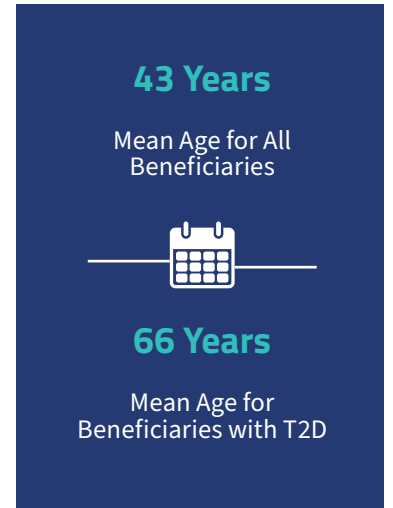 43 Years
Mean Age for All
Beneficiaries
66 Years
Mean Age for
Beneficiaries with T2D